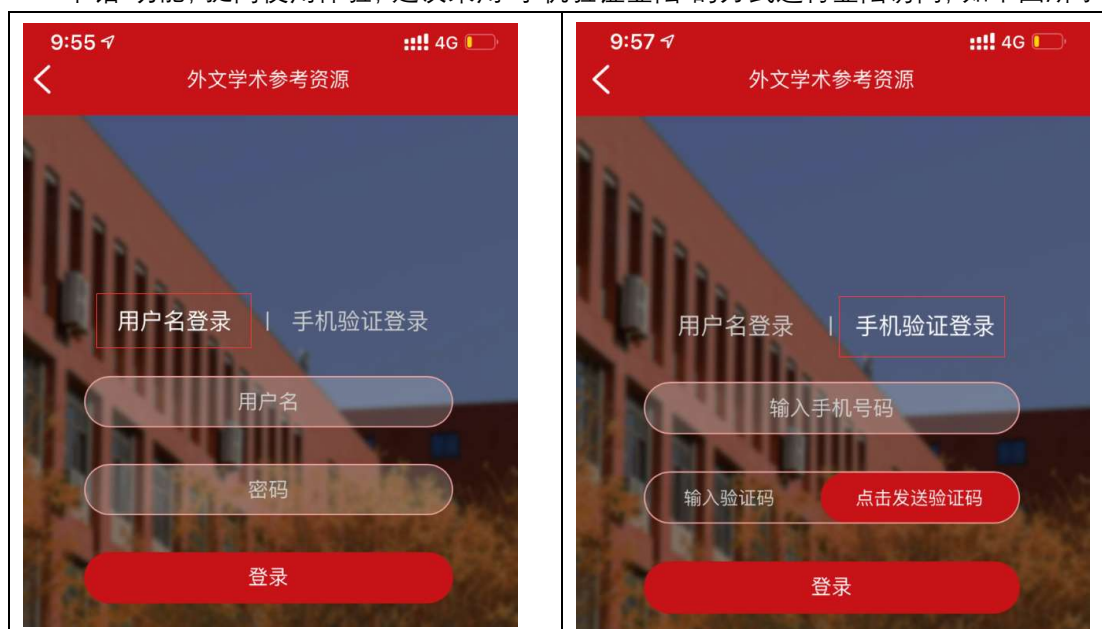 9:55
4G
外文学术参考资源
用户名登录 | 手机验证登录
用户名
密码
登录
9:57
4G
外文学术参考资源
用户名登录 | 手机验证登录
输入手机号码
输入验证码 点击发送验证码
登录